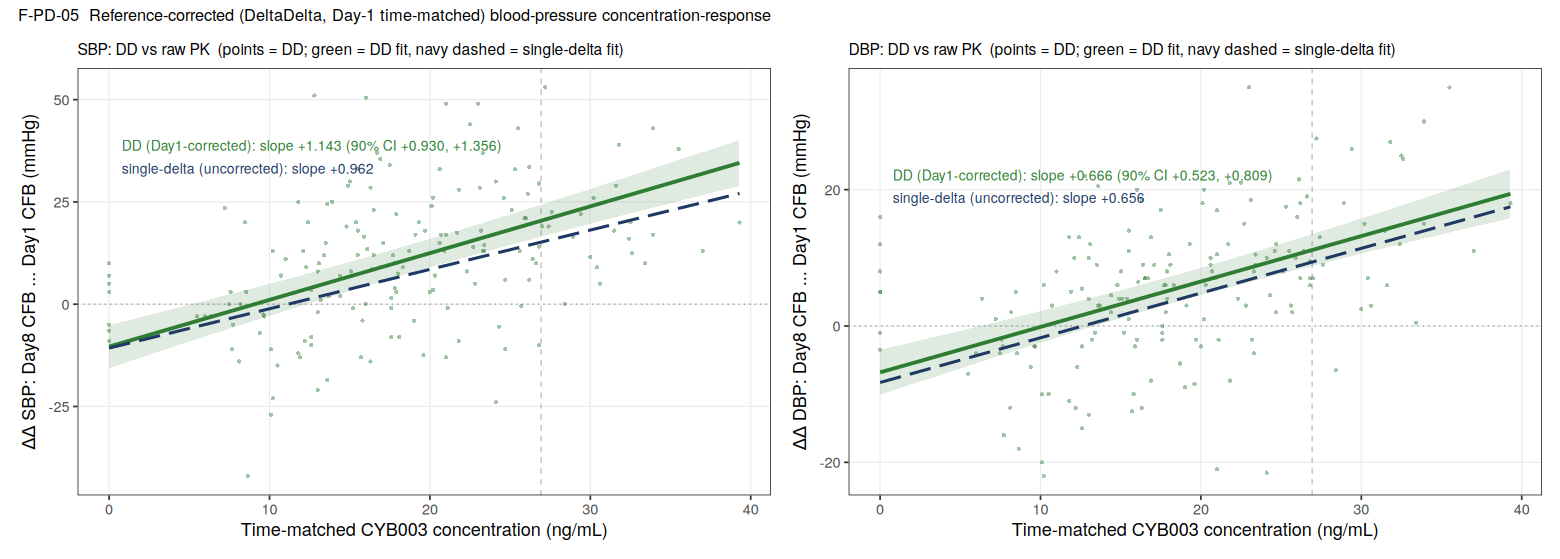 F-PD-05 Reference-corrected (DeltaDelta, Day-1 time-matched) blood-pressure concentration-response
SBP: DD vs raw PK (points = DD; green = DD fit, navy dashed = single-delta fit)
DD (Day1-corrected): slope +1.143 (90% CI +0.930, +1.356)
single-delta (uncorrected): slope +0.962
ΔΔ SBP: Day8 CFB ... Day1 CFB (mmHg)
50
25
0
-25
0 10 20 30 40
Time-matched CYB003 concentration (ng/mL)
DBP: DD vs raw PK (points = DD; green = DD fit, navy dashed = single-delta fit)
DD (Day1-corrected): slope +0.666 (90% CI +0.523, +0.809)
single-delta (uncorrected): slope +0.656
ΔΔ DBP: Day8 CFB ... Day1 CFB (mmHg)
20
0
-20
0 10 20 30 40
Time-matched CYB003 concentration (ng/mL)